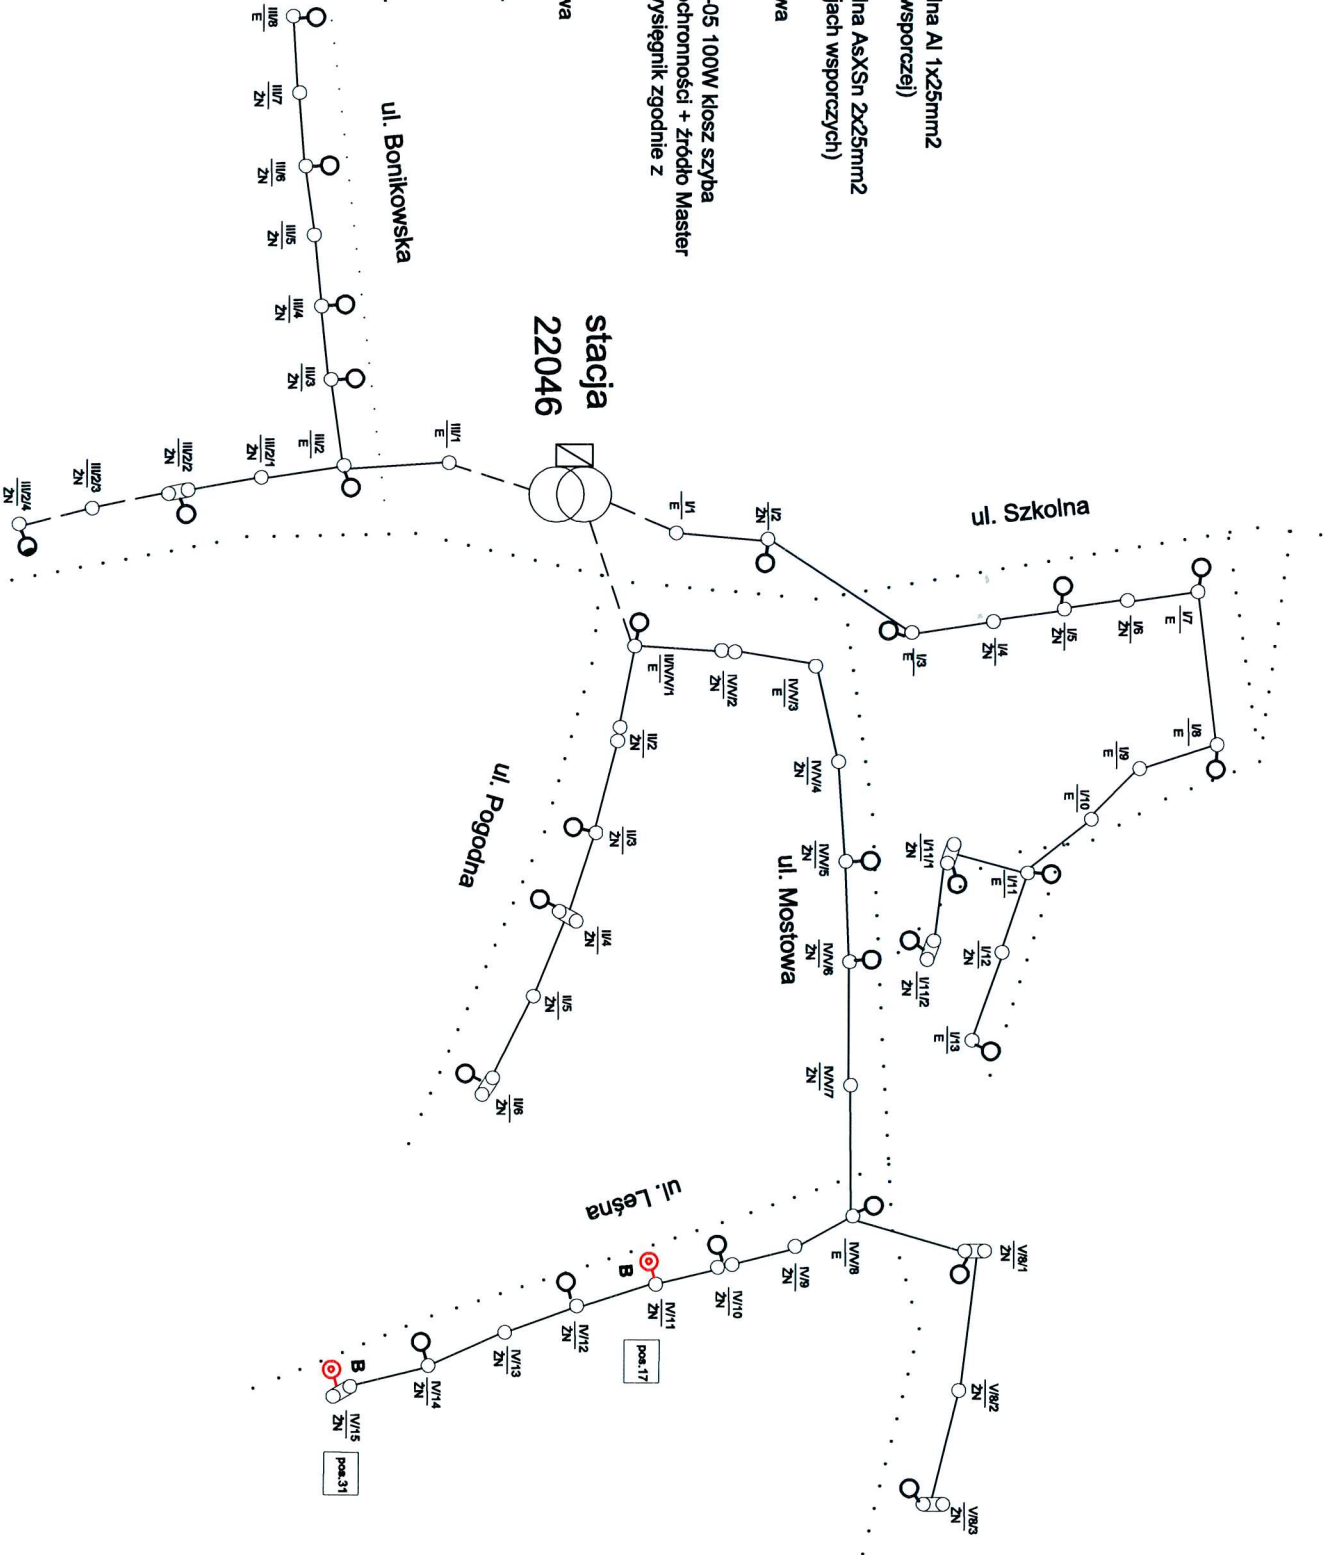 lna Al 1x25mm2
wsporczej)
lna AsXSn 2x25mm2
jach wsporczych)
wa
-05 100W klosz szyba
chronności + źródło Master
wysięgnik zgodnie z
wa
stacja
22046
ul. Bonikowska
III/8
E
III/7
ŻN
III/6
ŻN
III/5
ŻN
III/4
ŻN
III/3
ŻN
III/2
E
III/1
E
III/2/1
ŻN
III/2/2
ŻN
III/2/3
ŻN
III/2/4
ŻN
ul. Szkolna
I/1
E
I/2
ŻN
I/3
E
I/4
ŻN
I/5
ŻN
I/6
ŻN
I/7
E
I/8
E
I/9
E
I/10
E
I/11
E
I/11/1
ŻN
I/11/2
ŻN
I/12
ŻN
I/13
E
ul. Mostowa
II/IV/V/1
E
IV/V/2
ŻN
IV/V/3
E
IV/V/4
ŻN
IV/V/5
ŻN
IV/V/6
ŻN
IV/V/7
ŻN
IV/V/8
E
ul. Pogodna
II/2
ŻN
II/3
ŻN
II/4
ŻN
II/5
ŻN
II/6
ŻN
ul. Leśna
IV/9
ŻN
IV/10
ŻN
B
IV/11
ŻN
pos.17
IV/12
ŻN
IV/13
ŻN
IV/14
ŻN
B
IV/15
ŻN
pos.31
V/8/1
ŻN
V/8/2
ŻN
V/8/3
ŻN